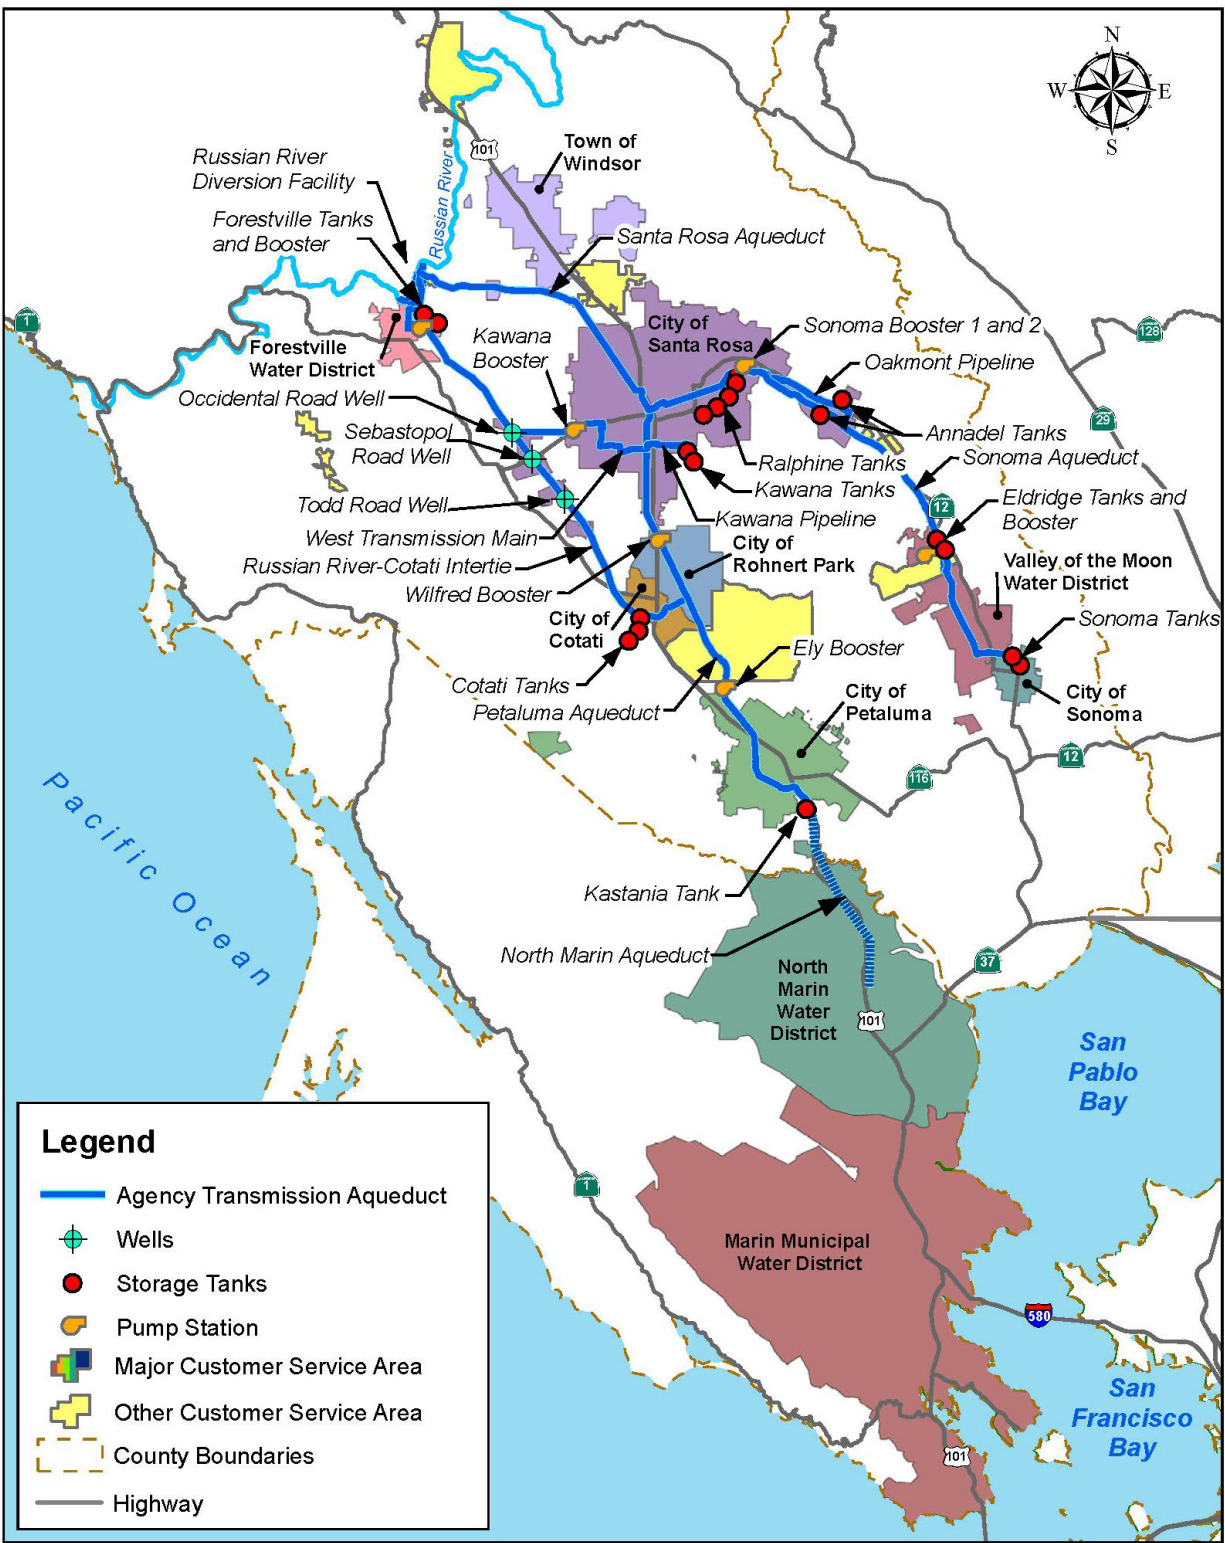 N
W
E
S
101
Town of
Windsor
Russian River
Diversion Facility
Russian River
Forestville Tanks
and Booster
Santa Rosa Aqueduct
1
Kawana
Booster
City of
Santa Rosa
Sonoma Booster 1 and 2
128
Forestville
Water District
Oakmont Pipeline
Occidental Road Well
29
Sebastopol
Road Well
Annadel Tanks
Ralphine Tanks
Sonoma Aqueduct
Todd Road Well
Kawana Tanks
12
Eldridge Tanks and
Booster
West Transmission Main
Kawana Pipeline
Russian River-Cotati Intertie
City of
Rohnert Park
Valley of the Moon
Water District
Wilfred Booster
City of
Cotati
Sonoma Tanks
Ely Booster
Cotati Tanks
Petaluma Aqueduct
City of
Petaluma
City of
Sonoma
12
116
Pacific Ocean
Kastania Tank
North Marin Aqueduct
37
North
Marin
Water
District
101
San
Pablo
Bay
Legend
Agency Transmission Aqueduct
Wells
Storage Tanks
Pump Station
Major Customer Service Area
Other Customer Service Area
County Boundaries
Highway
1
Marin Municipal
Water District
580
San
Francisco
Bay
101